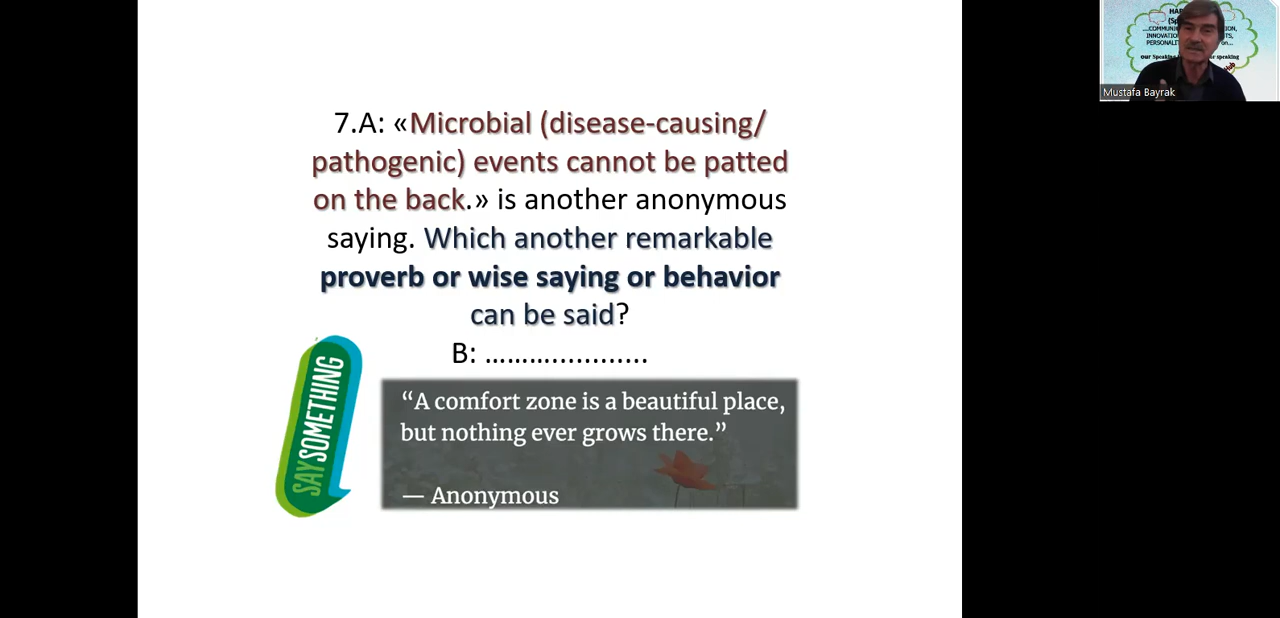 7.A: «Microbial (disease-causing/
pathogenic) events cannot be patted
on the back.» is another anonymous
saying. Which another remarkable
proverb or wise saying or behavior
can be said?
B: ......................
SAYSOMETHING
“A comfort zone is a beautiful place,
but nothing ever grows there.”
— Anonymous
Mustafa Bayrak